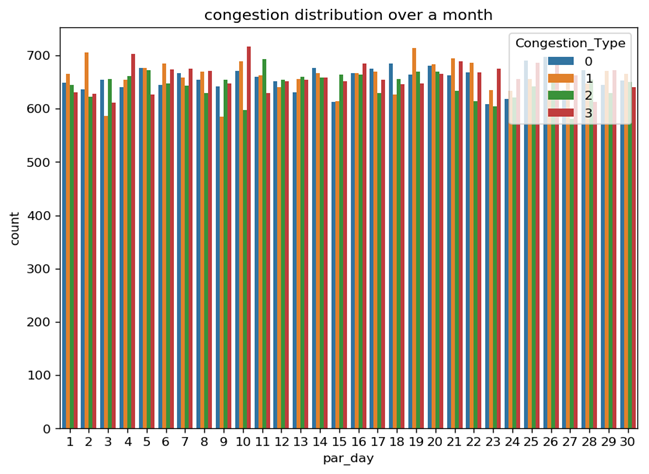 congestion distribution over a month
Congestion_Type
0
1
2
3
700
600
500
400
300
200
100
0
count
1 2 3 4 5 6 7 8 9 10 11 12 13 14 15 16 17 18 19 20 21 22 23 24 25 26 27 28 29 30
par_day